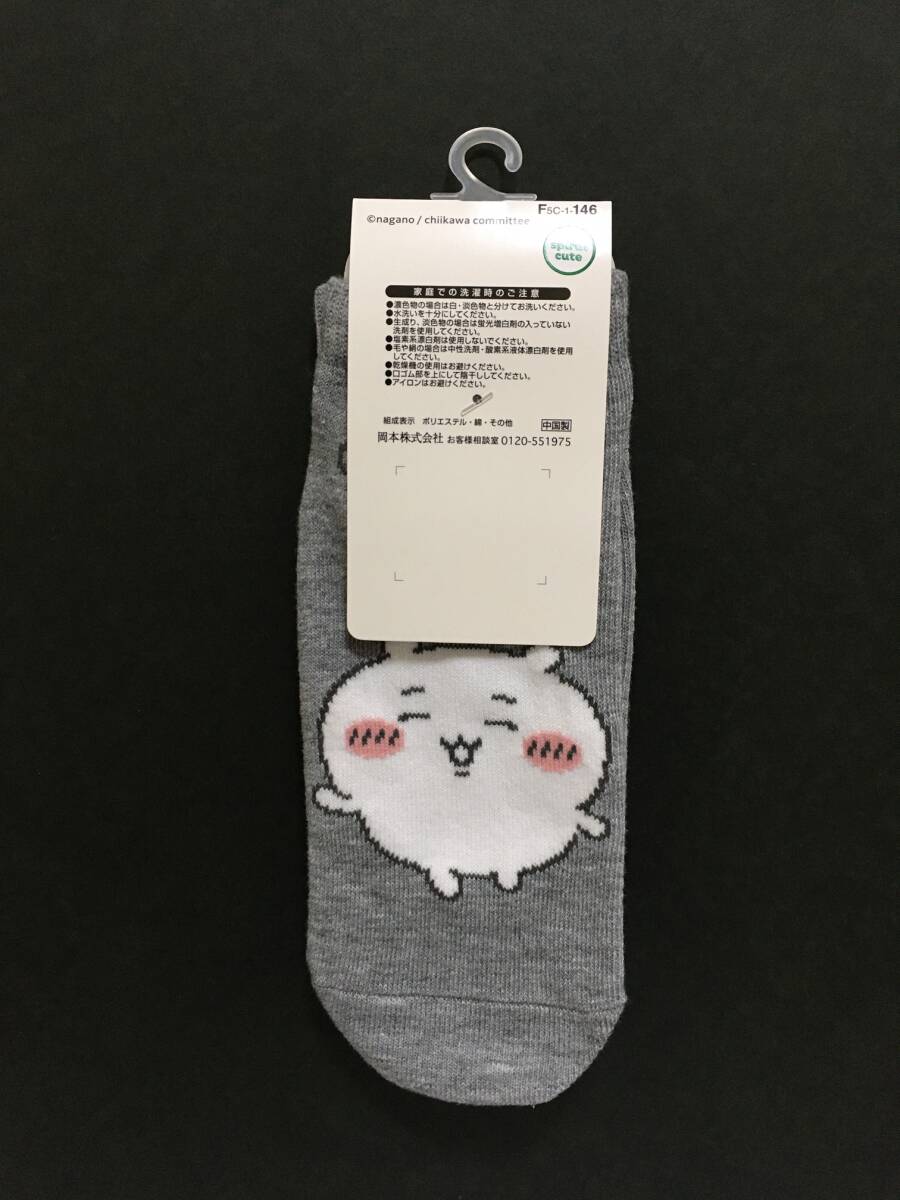 F5C-1-146
©nagano / chiikawa committee
cute
家庭での洗濯時のご注意
●濃色物の場合は白・淡色物と分けてお洗いください。
●水洗いを十分にしてください。
●生成り、淡色物の場合は蛍光増白剤の入っていない
洗剤を使用してください。
●塩素系漂白剤は使用しないでください。
●毛や絹の場合は中性洗剤・酸素系液体漂白剤を使用
してください。
●乾燥機の使用はお避けください。
●口ゴム部を上にして陰干ししてください。
●アイロンはお避けください。
組成表示 ポリエステル・綿・その他 中国製
岡本株式会社 お客様相談室 0120-551975